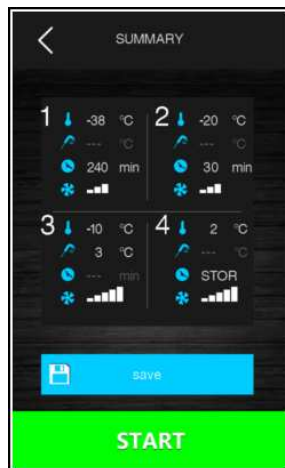 SUMMARY
1 -38 °C
--- °C
240 min
2 -20 °C
--- °C
30 min
3 -10 °C
3 °C
--- min
4 2 °C
--- °C
STOR
save
START